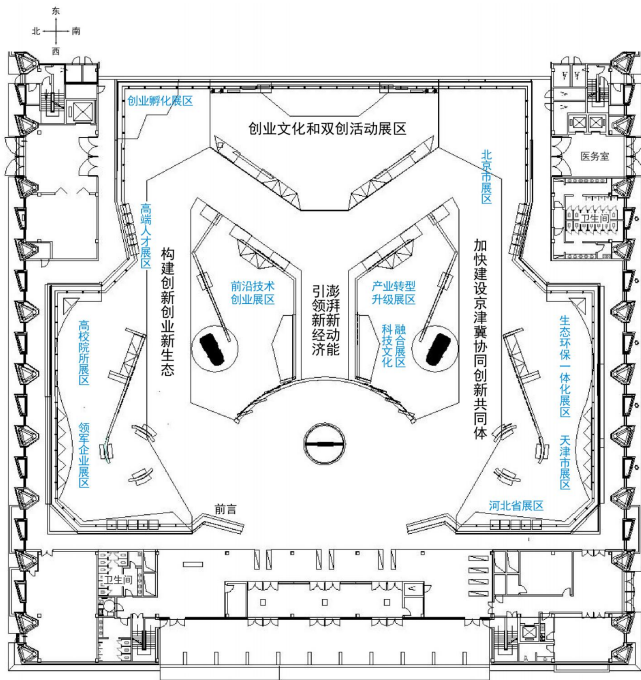 东
北
南
西
创业孵化展区
创业文化和双创活动展区
医务室
北京市展区
卫生间
高端人才展区
构建创新创业新生态
前沿技术
创业展区
澎湃新动能
引领新经济
产业转型
升级展区
融合展区
科技文化
加快建设京津冀协同创新共同体
高校院所展区
生态环保一体化展区
领军企业展区
天津市展区
前言
河北省展区
卫生间